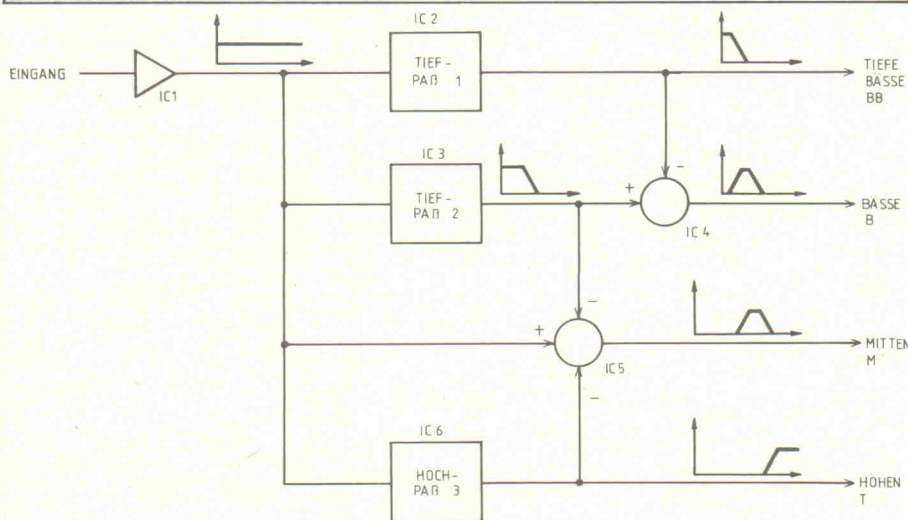 IC 2
TIEF-
PAß 1
EINGANG
IC1
TIEFE
BÄSSE
BB
IC 3
TIEF-
PAß 2
+
−
IC 4
BÄSSE
B
−
+
IC5
−
MITTEN
M
IC 6
HOCH-
PAß 3
HÖHEN
T